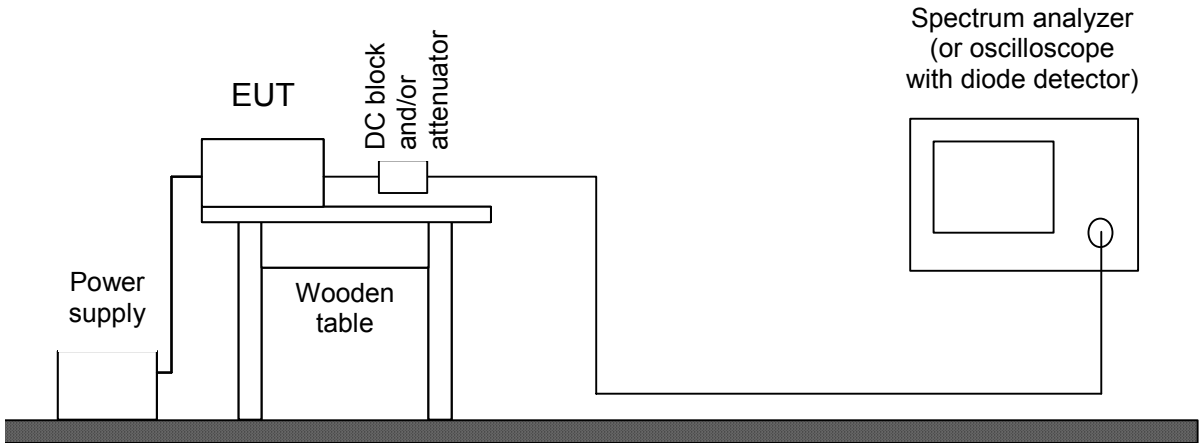 Spectrum analyzer
(or oscilloscope
with diode detector)
EUT
DC block
and/or
attenuator
Power
supply
Wooden
table